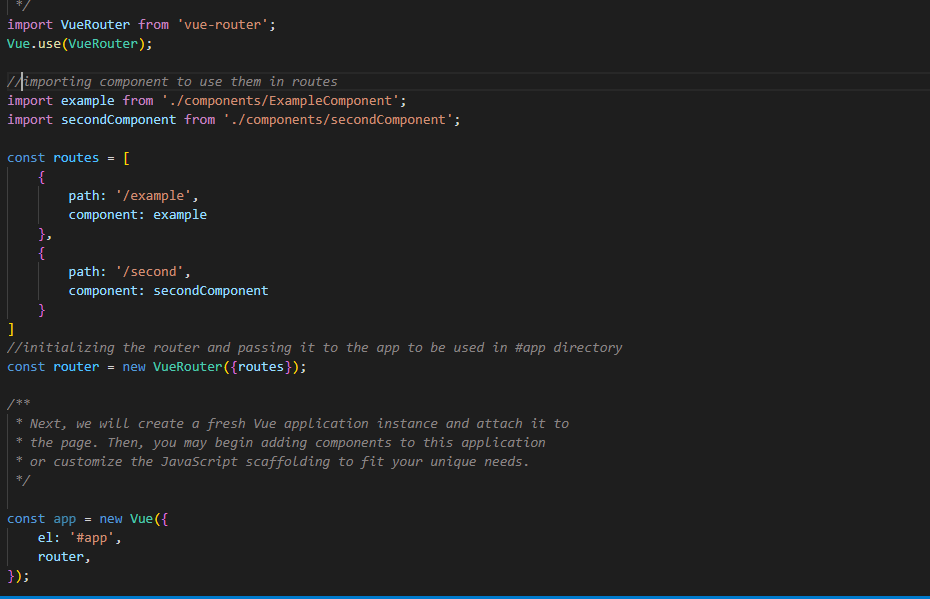 */
import VueRouter from 'vue-router';
Vue.use(VueRouter);
//importing component to use them in routes
import example from './components/ExampleComponent';
import secondComponent from './components/secondComponent';
const routes = [
{
path: '/example',
component: example
},
{
path: '/second',
component: secondComponent
}
]
//initializing the router and passing it to the app to be used in #app directory
const router = new VueRouter({routes});
/**
* Next, we will create a fresh Vue application instance and attach it to
* the page. Then, you may begin adding components to this application
* or customize the JavaScript scaffolding to fit your unique needs.
*/
const app = new Vue({
el: '#app',
router,
});